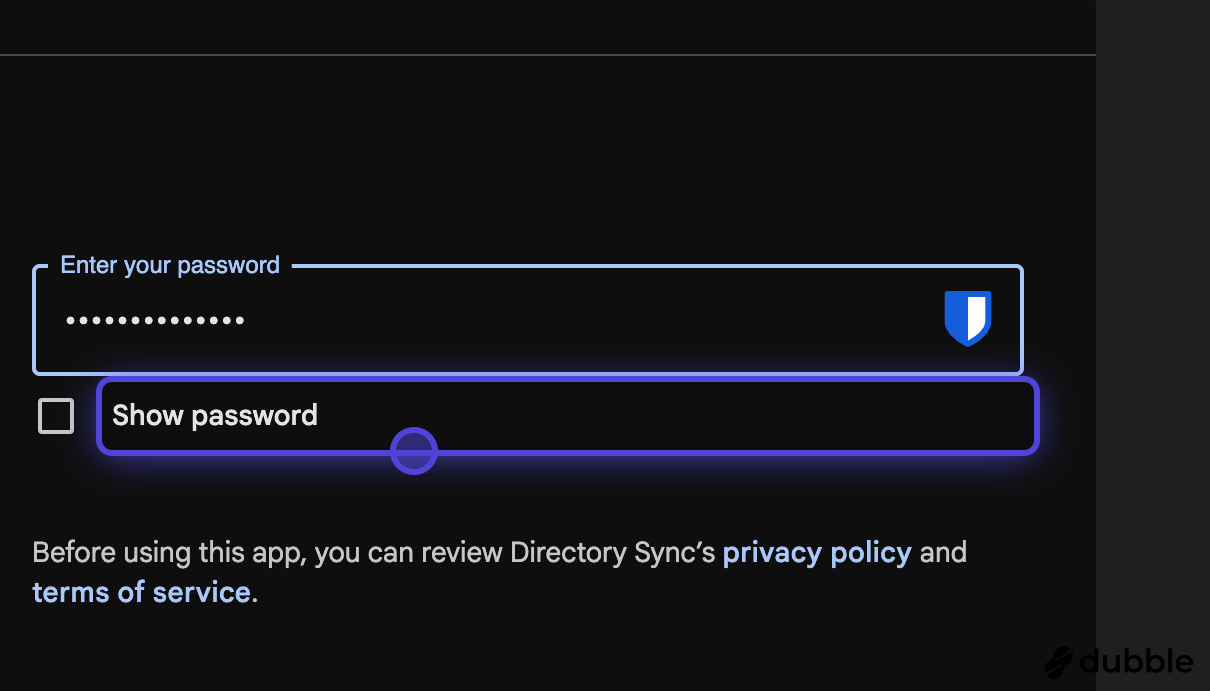 Enter your password
••••••••••••••
Show password
Before using this app, you can review Directory Sync’s privacy policy and
terms of service.
dubble